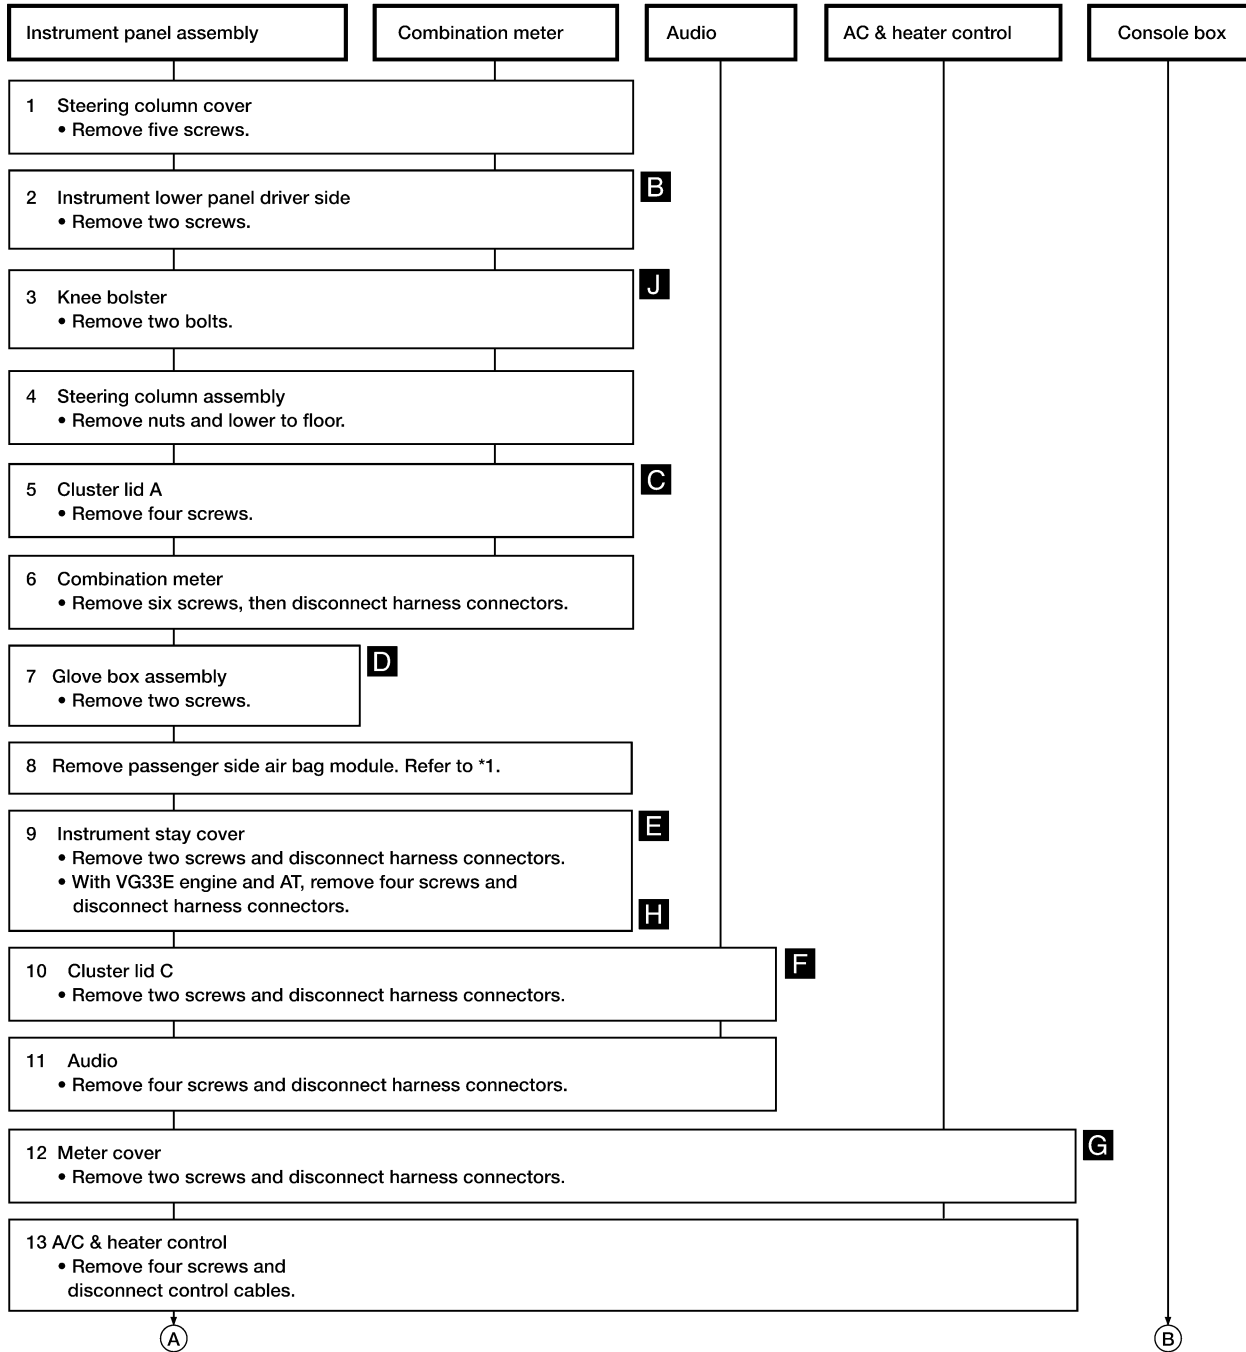 Instrument panel assembly
Combination meter
Audio
AC & heater control
Console box
1 Steering column cover
• Remove five screws.
2 Instrument lower panel driver side
• Remove two screws.
B
3 Knee bolster
• Remove two bolts.
J
4 Steering column assembly
• Remove nuts and lower to floor.
5 Cluster lid A
• Remove four screws.
C
6 Combination meter
• Remove six screws, then disconnect harness connectors.
7 Glove box assembly
• Remove two screws.
D
8 Remove passenger side air bag module. Refer to *1.
9 Instrument stay cover
• Remove two screws and disconnect harness connectors.
• With VG33E engine and AT, remove four screws and
disconnect harness connectors.
E
H
10 Cluster lid C
• Remove two screws and disconnect harness connectors.
F
11 Audio
• Remove four screws and disconnect harness connectors.
12 Meter cover
• Remove two screws and disconnect harness connectors.
G
13 A/C & heater control
• Remove four screws and
disconnect control cables.
A
B